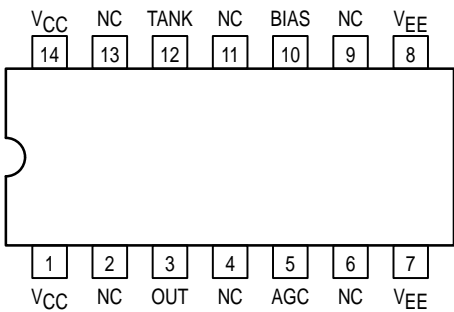 VCC NC TANK NC BIAS NC VEE
14 13 12 11 10 9 8
1 2 3 4 5 6 7
VCC NC OUT NC AGC NC VEE